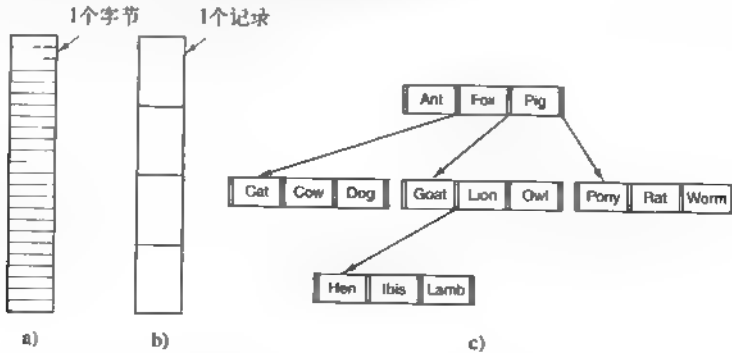 1个字节
1个记录
Ant Fox Pig
Cat Cow Dog
Goat Lion Owl
Pony Rat Worm
Hen Ibis Lamb
a)
b)
c)